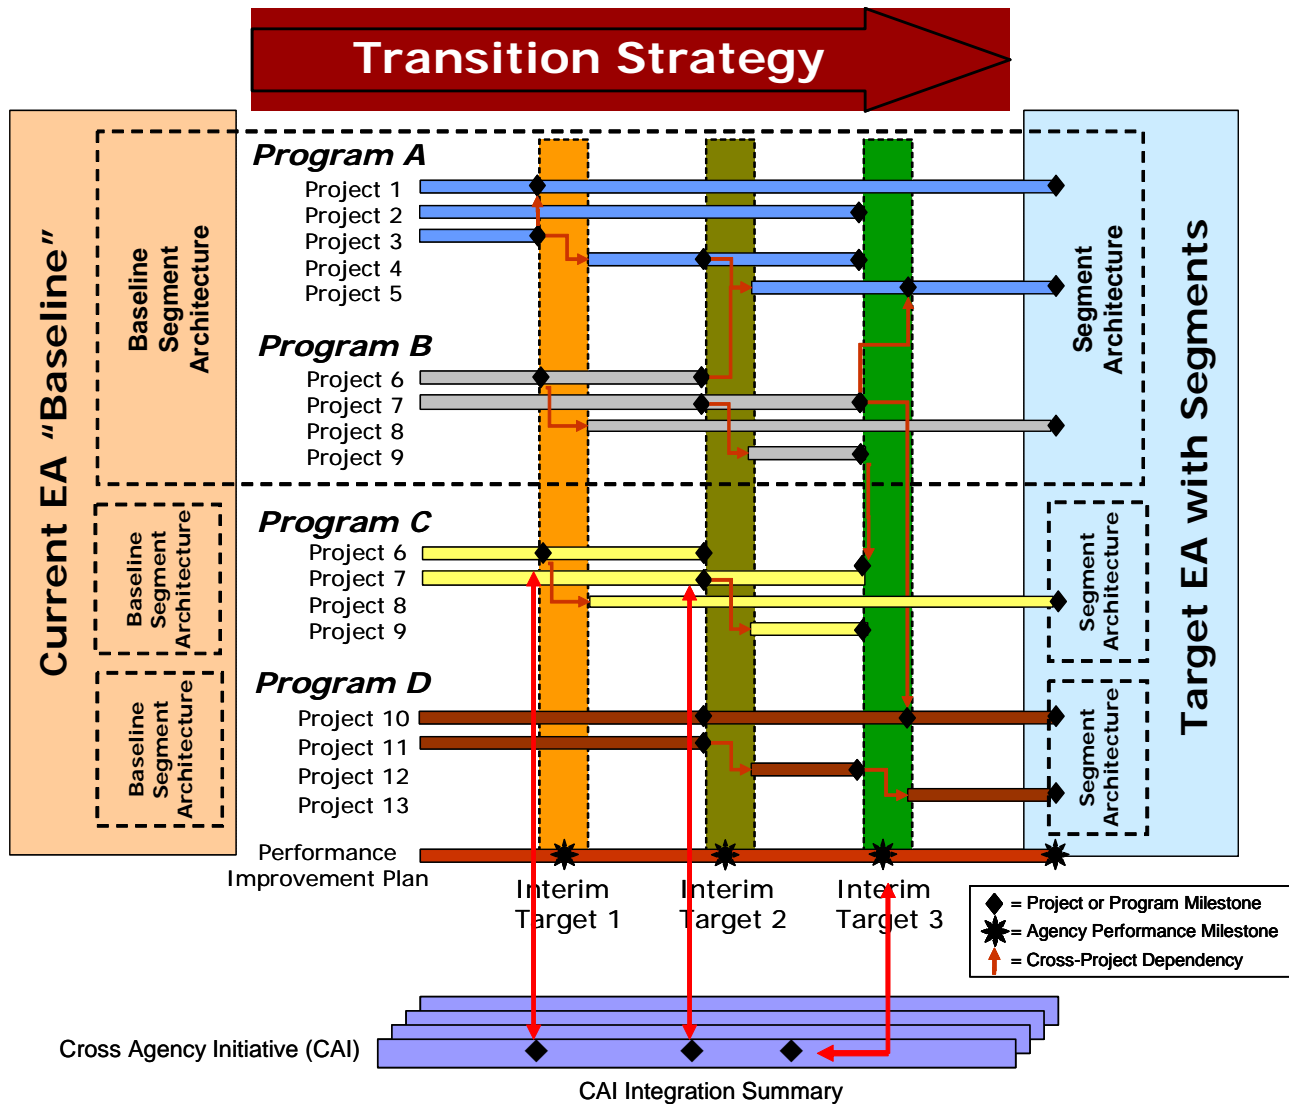 Transition Strategy
Current EA “Baseline”
Baseline
Segment
Architecture
Baseline
Segment
Architecture
Baseline
Segment
Architecture
Program A
Project 1
Project 2
Project 3
Project 4
Project 5
Program B
Project 6
Project 7
Project 8
Project 9
Program C
Project 6
Project 7
Project 8
Project 9
Program D
Project 10
Project 11
Project 12
Project 13
Performance
Improvement Plan
Interim
Target 1
Interim
Target 2
Interim
Target 3
Segment
Architecture
Segment
Architecture
Segment
Architecture
Target EA with Segments
= Project or Program Milestone
= Agency Performance Milestone
= Cross-Project Dependency
Cross Agency Initiative (CAI)
CAI Integration Summary